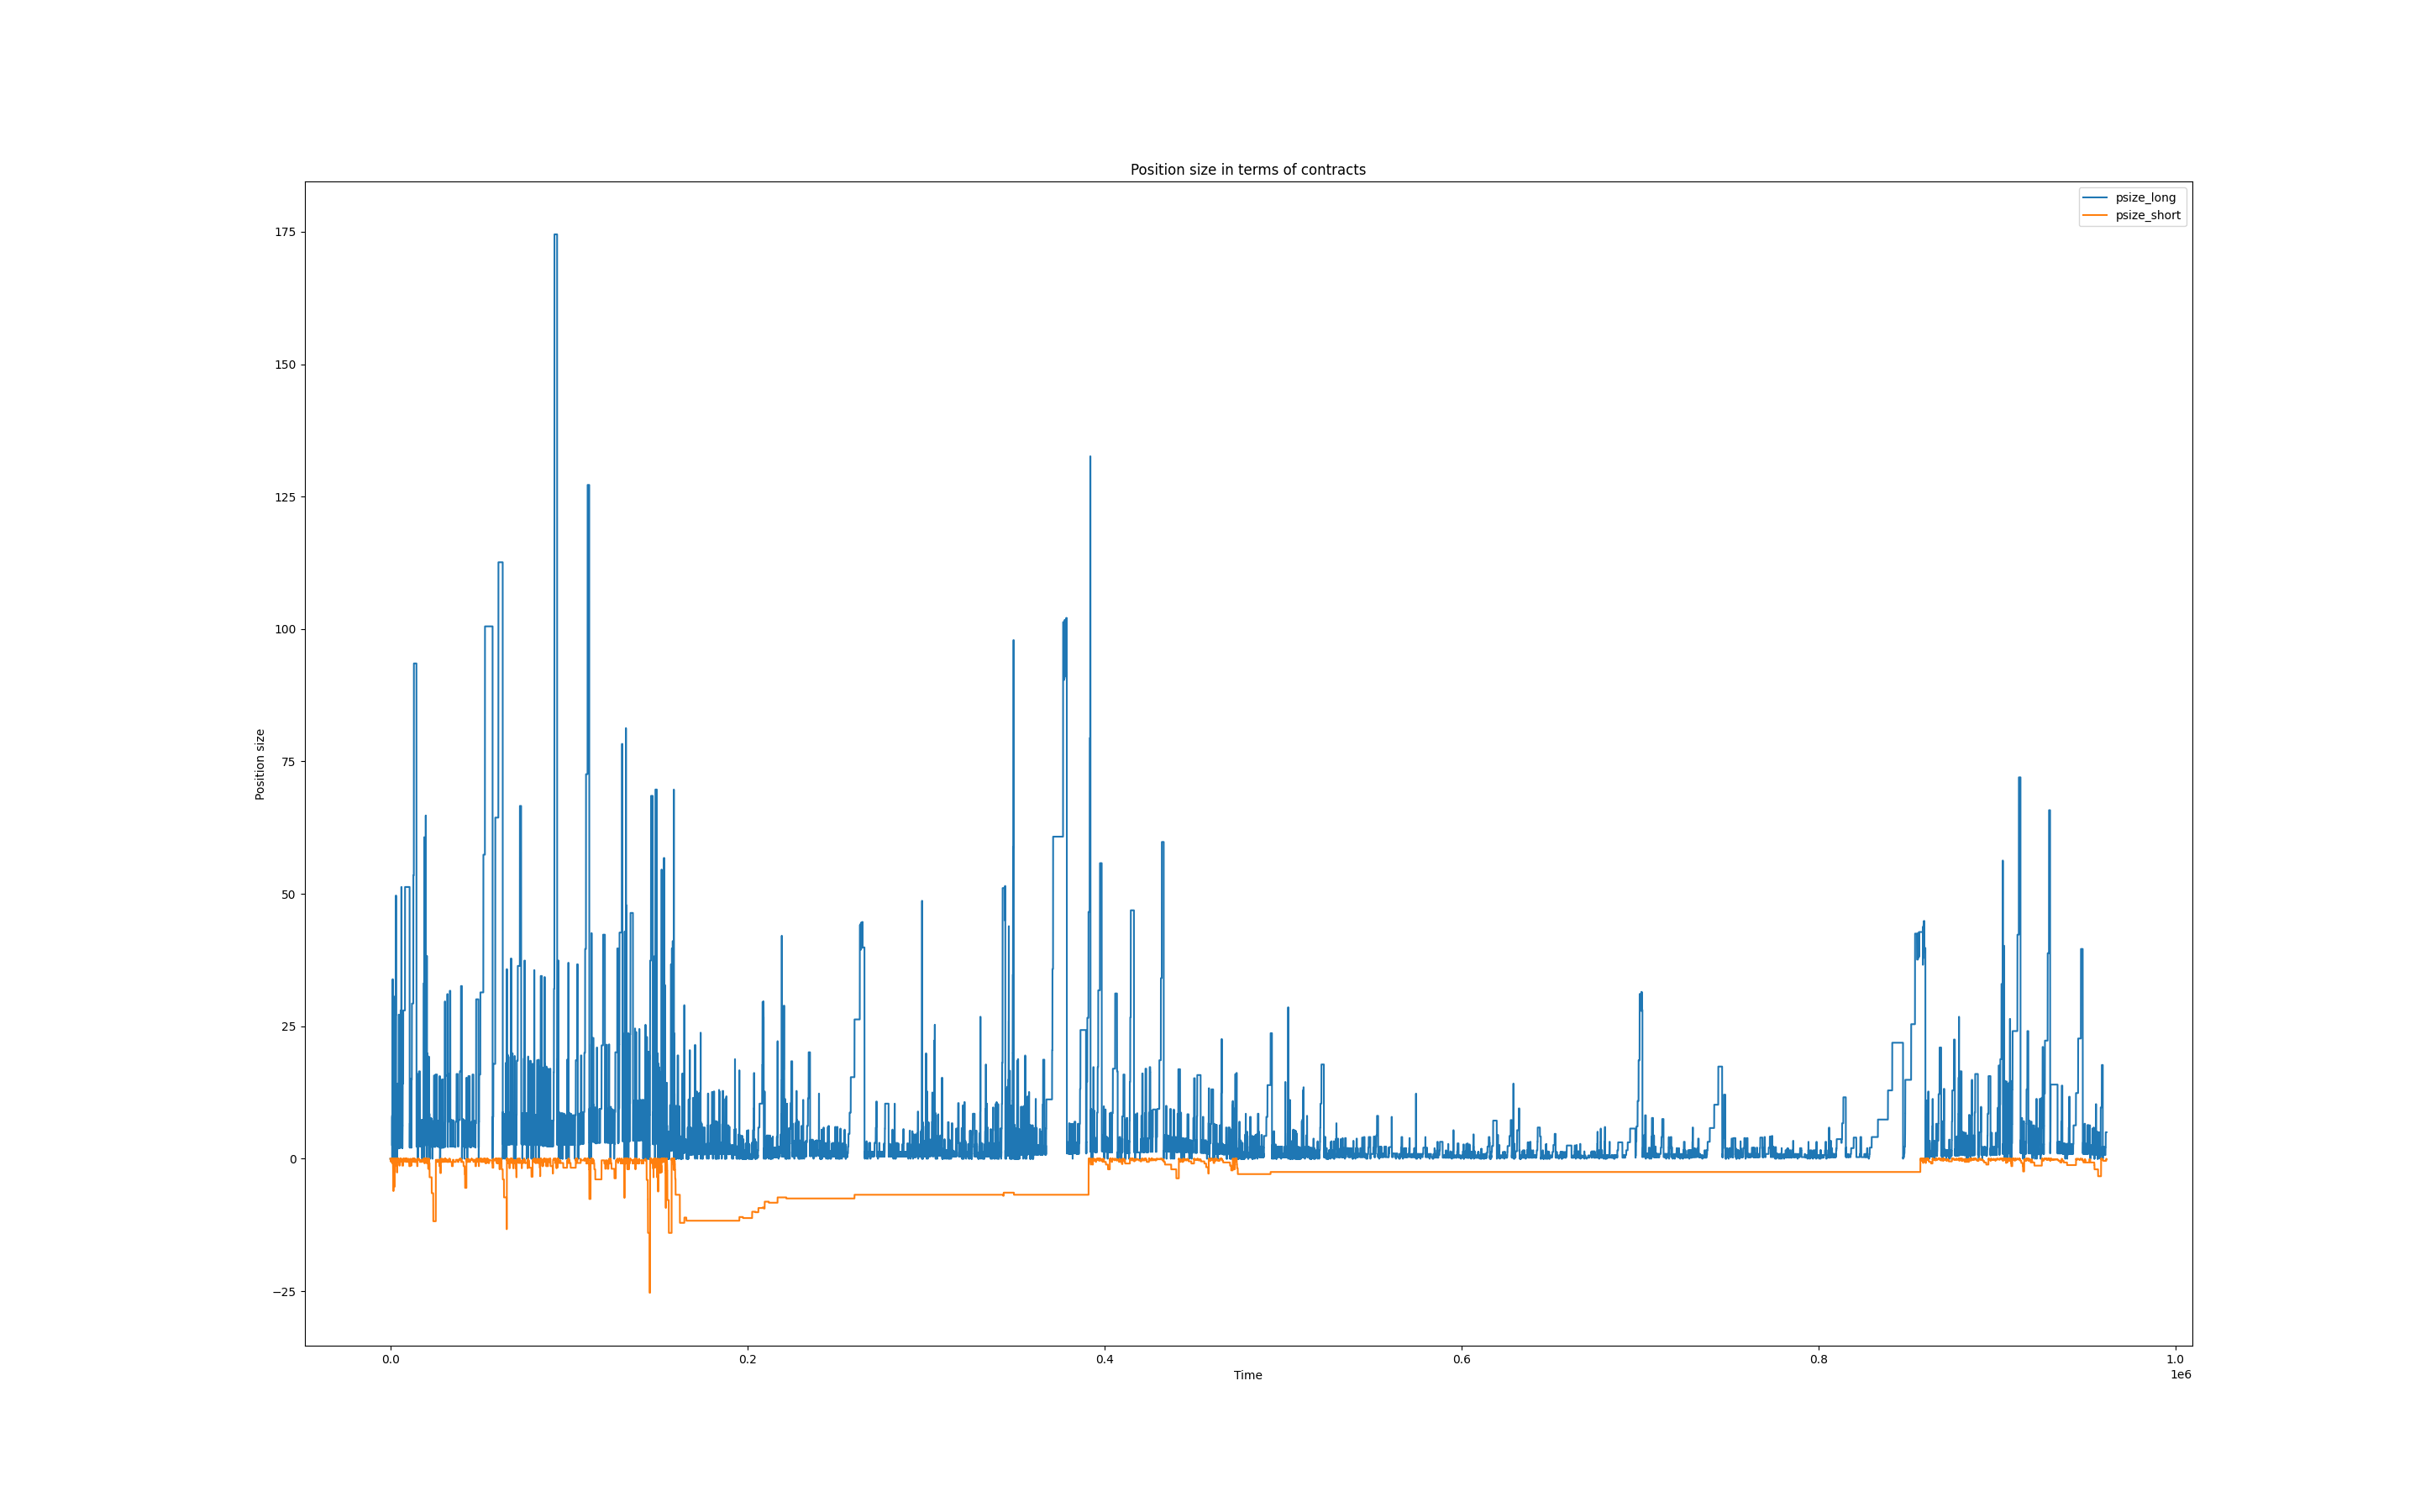 Position size in terms of contracts
psize_long
psize_short
175
150
125
100
75
50
25
0
−25
Position size
0.0
0.2
0.4
0.6
0.8
1.0
1e6
Time